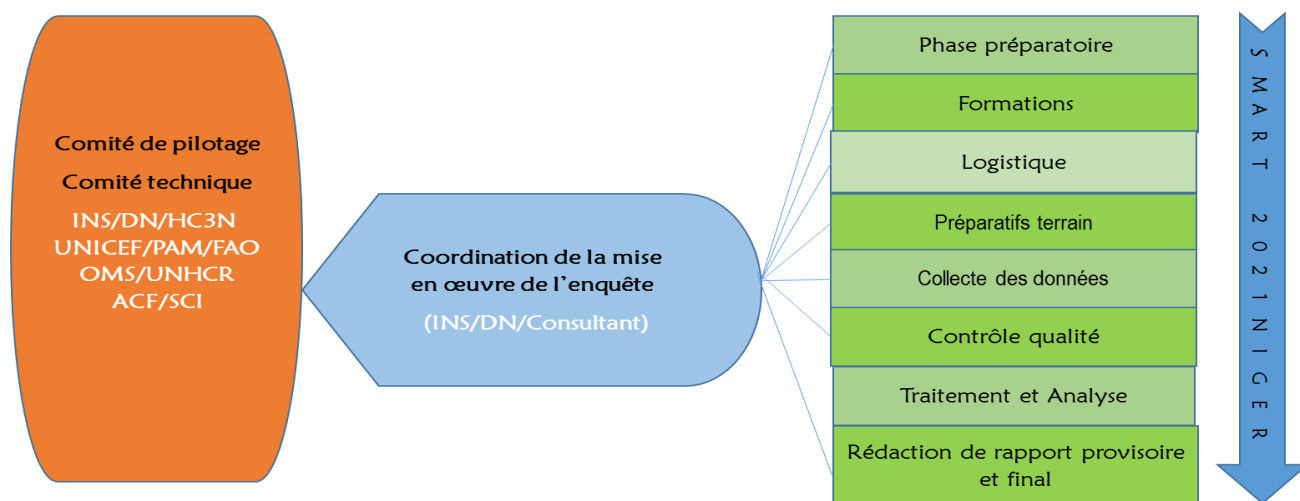 Comité de pilotage
Comité technique
INS/DN/HC3N
UNICEF/PAM/FAO
OMS/UNHCR
ACF/SCI
Coordination de la mise
en œuvre de l’enquête
(INS/DN/Consultant)
Phase préparatoire
Formations
Logistique
Préparatifs terrain
Collecte des données
Contrôle qualité
Traitement et Analyse
Rédaction de rapport provisoire
et final
SMART 2021NIGER